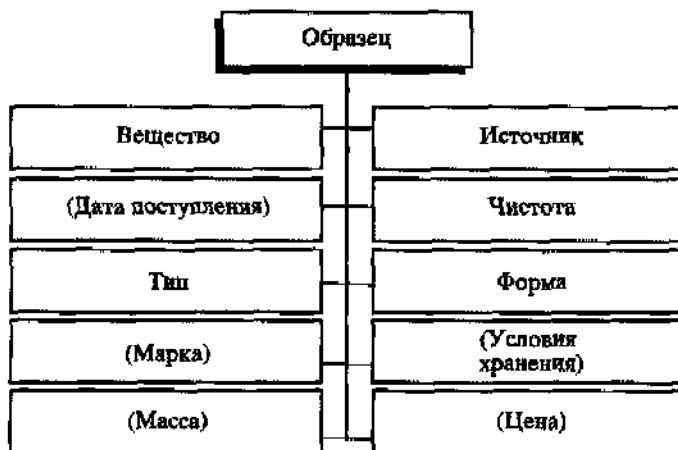 Образец
Вещество
Источник
(Дата поступления)
Чистота
Тип
Форма
(Марка)
(Условия
хранения)
(Масса)
(Цена)